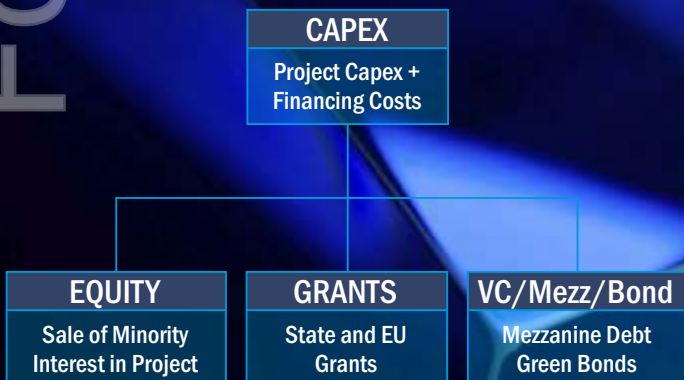 CAPEX
Project Capex +
Financing Costs
EQUITY
Sale of Minority
Interest in Project
GRANTS
State and EU
Grants
VC/Mezz/Bond
Mezzanine Debt
Green Bonds